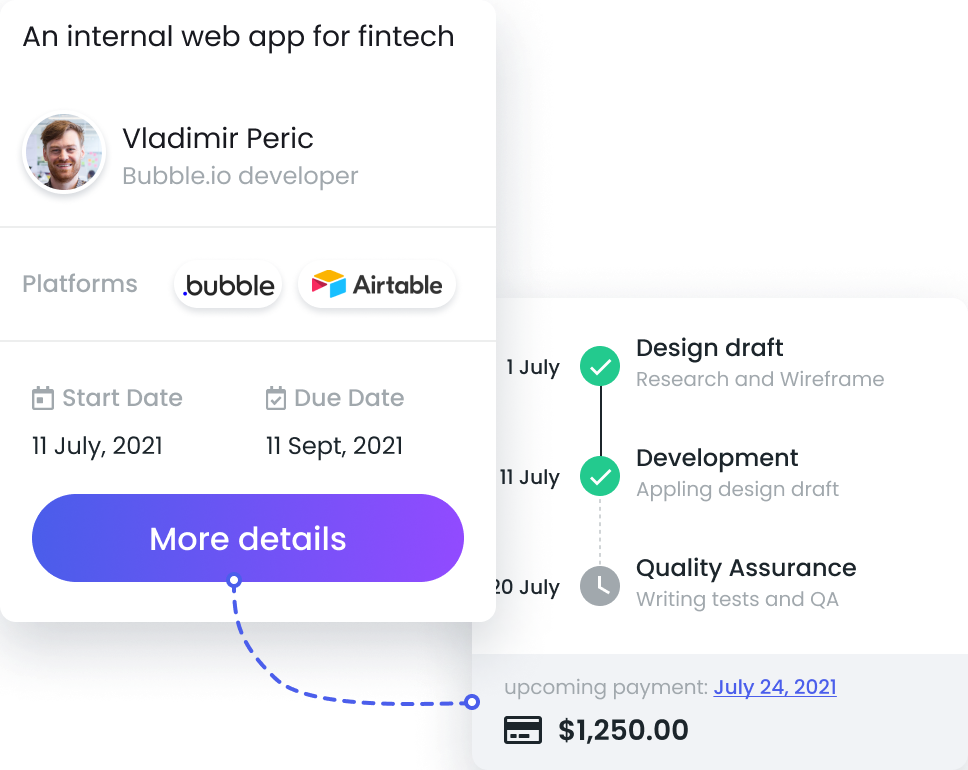 An internal web app for fintech
Vladimir Peric
Bubble.io developer
Platforms
.bubble
Airtable
Start Date
Due Date
11 July, 2021
11 Sept, 2021
More details
1 July
Design draft
Research and Wireframe
11 July
Development
Appling design draft
20 July
Quality Assurance
Writing tests and QA
upcoming payment: July 24, 2021
$1,250.00